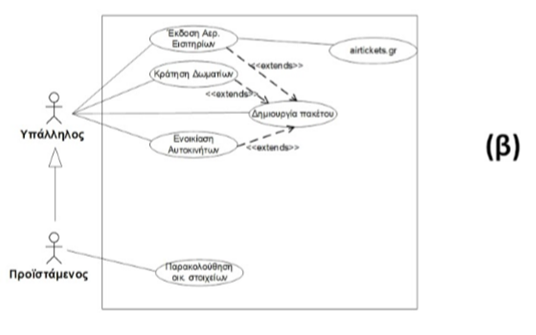 Έκδοση Αερ.
Εισιτηρίων
airtickets.gr
<<extends>>
Κράτηση Δωματίων
<<extends>>
Δημιουργία πακέτου
Υπάλληλος
Ενοικίαση
Αυτοκινήτων
<<extends>>
(β)
Προϊστάμενος
Παρακολούθηση
οικ. στοιχείων